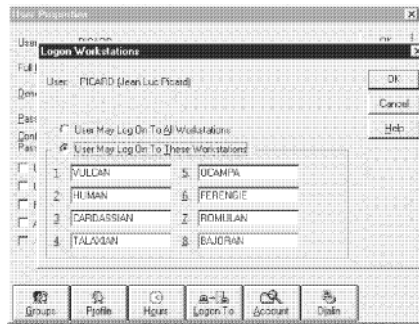 User Properties
User
Logon Workstations
User: PICARD (Jean Luc Picard)
OK
Cancel
Help
User May Log On To All Workstations
User May Log On To These Workstations
1 VULCAN
5. UCAMPA
2 HUMAN
6. FERENGIE
3 CARDASSIAN
7 ROMULAN
4. TALAXIAN
8. BAJORAN
Groups
Profile
Hours
Logon To
Account
Dialin